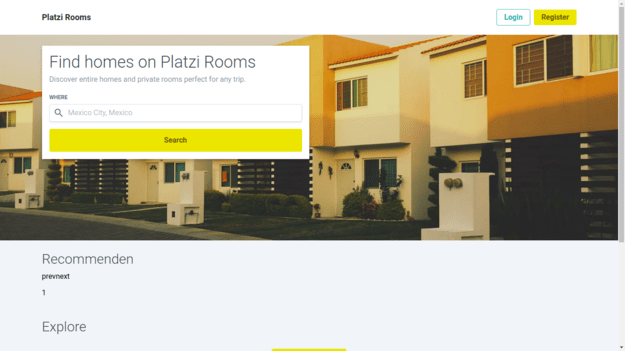 Platzi Rooms
Login
Register
Find homes on Platzi Rooms
Discover entire homes and private rooms perfect for any trip.
WHERE
Mexico City, Mexico
Search
Recommenden
prevnext
1
Explore